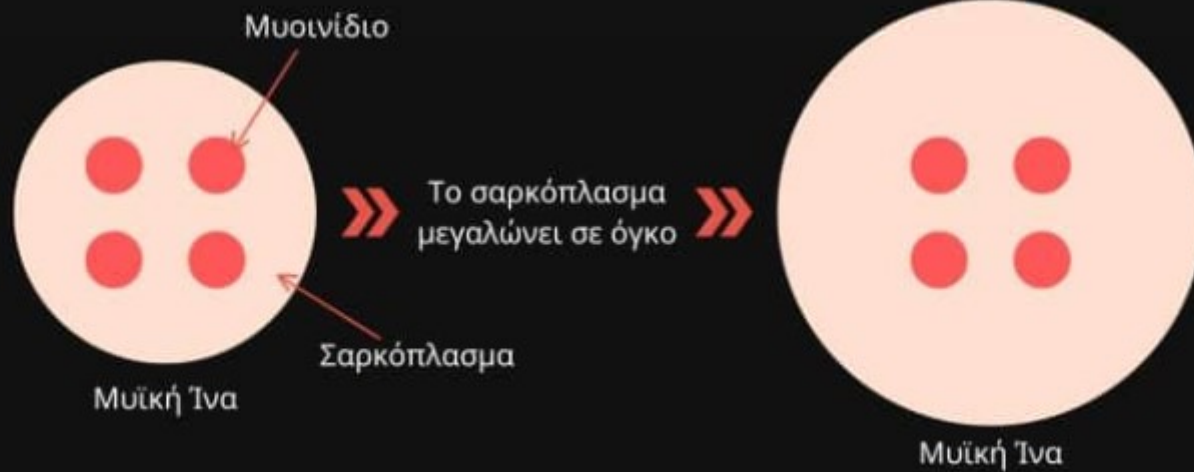 Μυοινίδιο
Το σαρκόπλασμα
μεγαλώνει σε όγκο
Σαρκόπλασμα
Μυϊκή Ίνα
Μυϊκή Ίνα